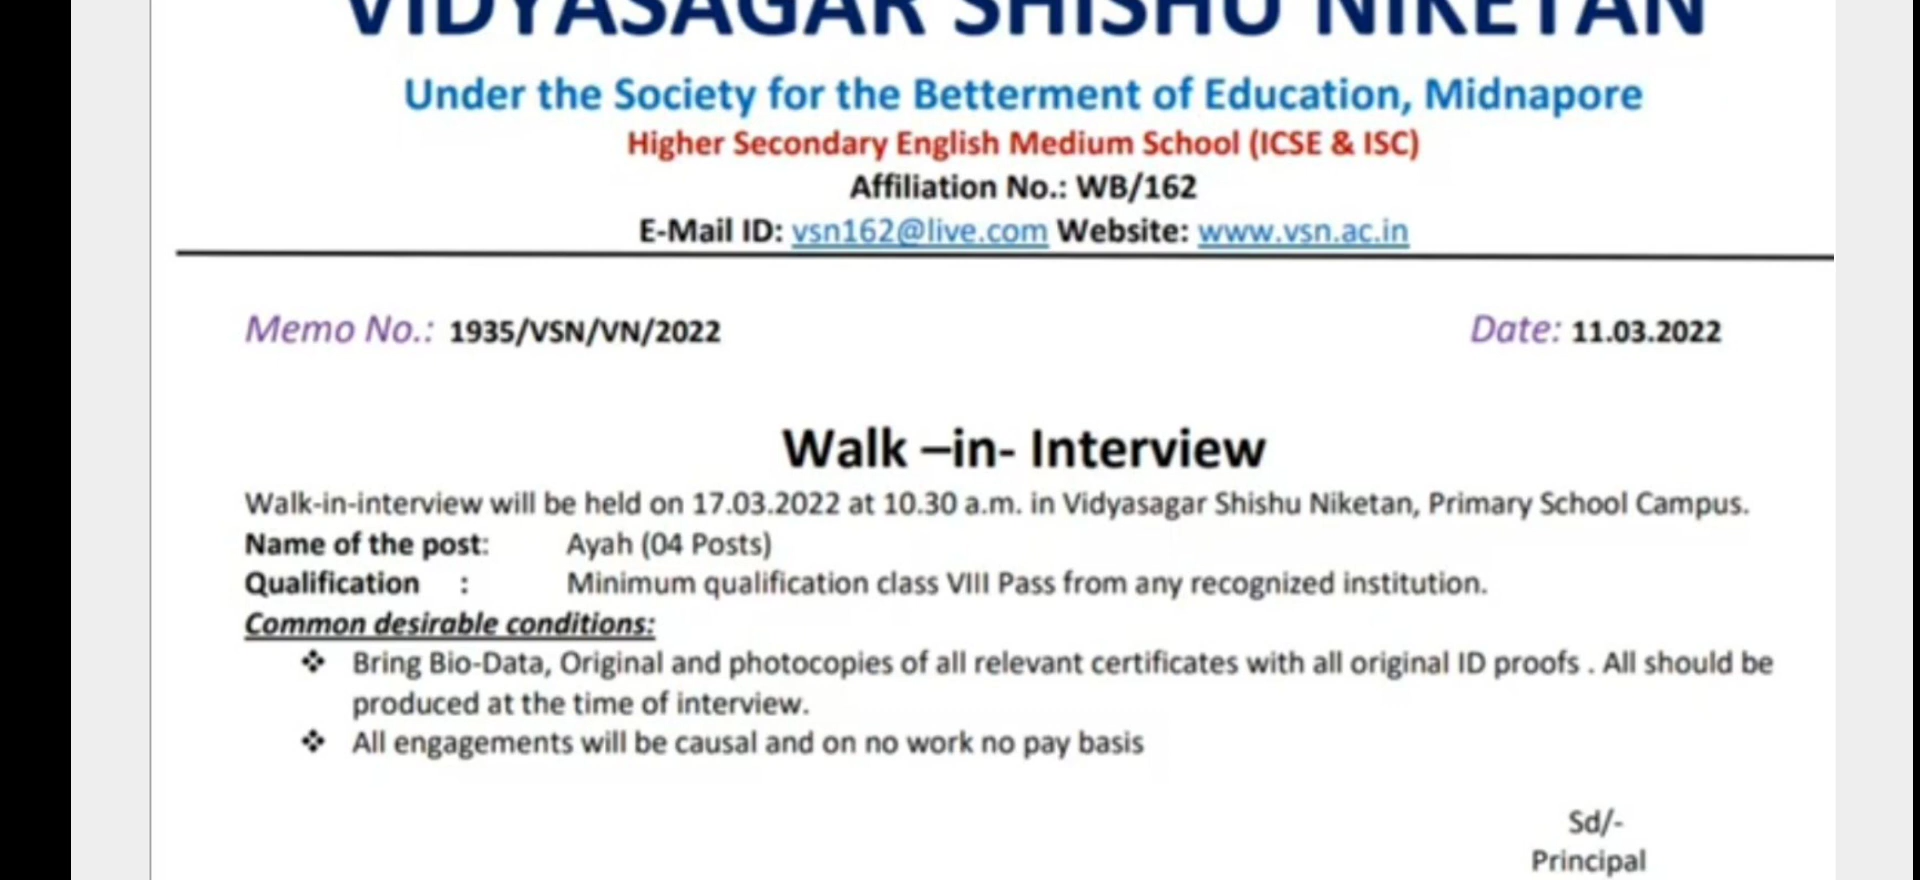 VIDYASAGAR SHISHU NIKETAN
Under the Society for the Betterment of Education, Midnapore
Higher Secondary English Medium School (ICSE & ISC)
Affiliation No.: WB/162
E-Mail ID: vsn162@live.com Website: www.vsn.ac.in
Memo No.: 1935/VSN/VN/2022 Date: 11.03.2022
Walk –in- Interview
Walk-in-interview will be held on 17.03.2022 at 10.30 a.m. in Vidyasagar Shishu Niketan, Primary School Campus.
Name of the post: Ayah (04 Posts)
Qualification : Minimum qualification class VIII Pass from any recognized institution.
Common desirable conditions:
❖ Bring Bio-Data, Original and photocopies of all relevant certificates with all original ID proofs . All should be
produced at the time of interview.
❖ All engagements will be causal and on no work no pay basis
Sd/-
Principal